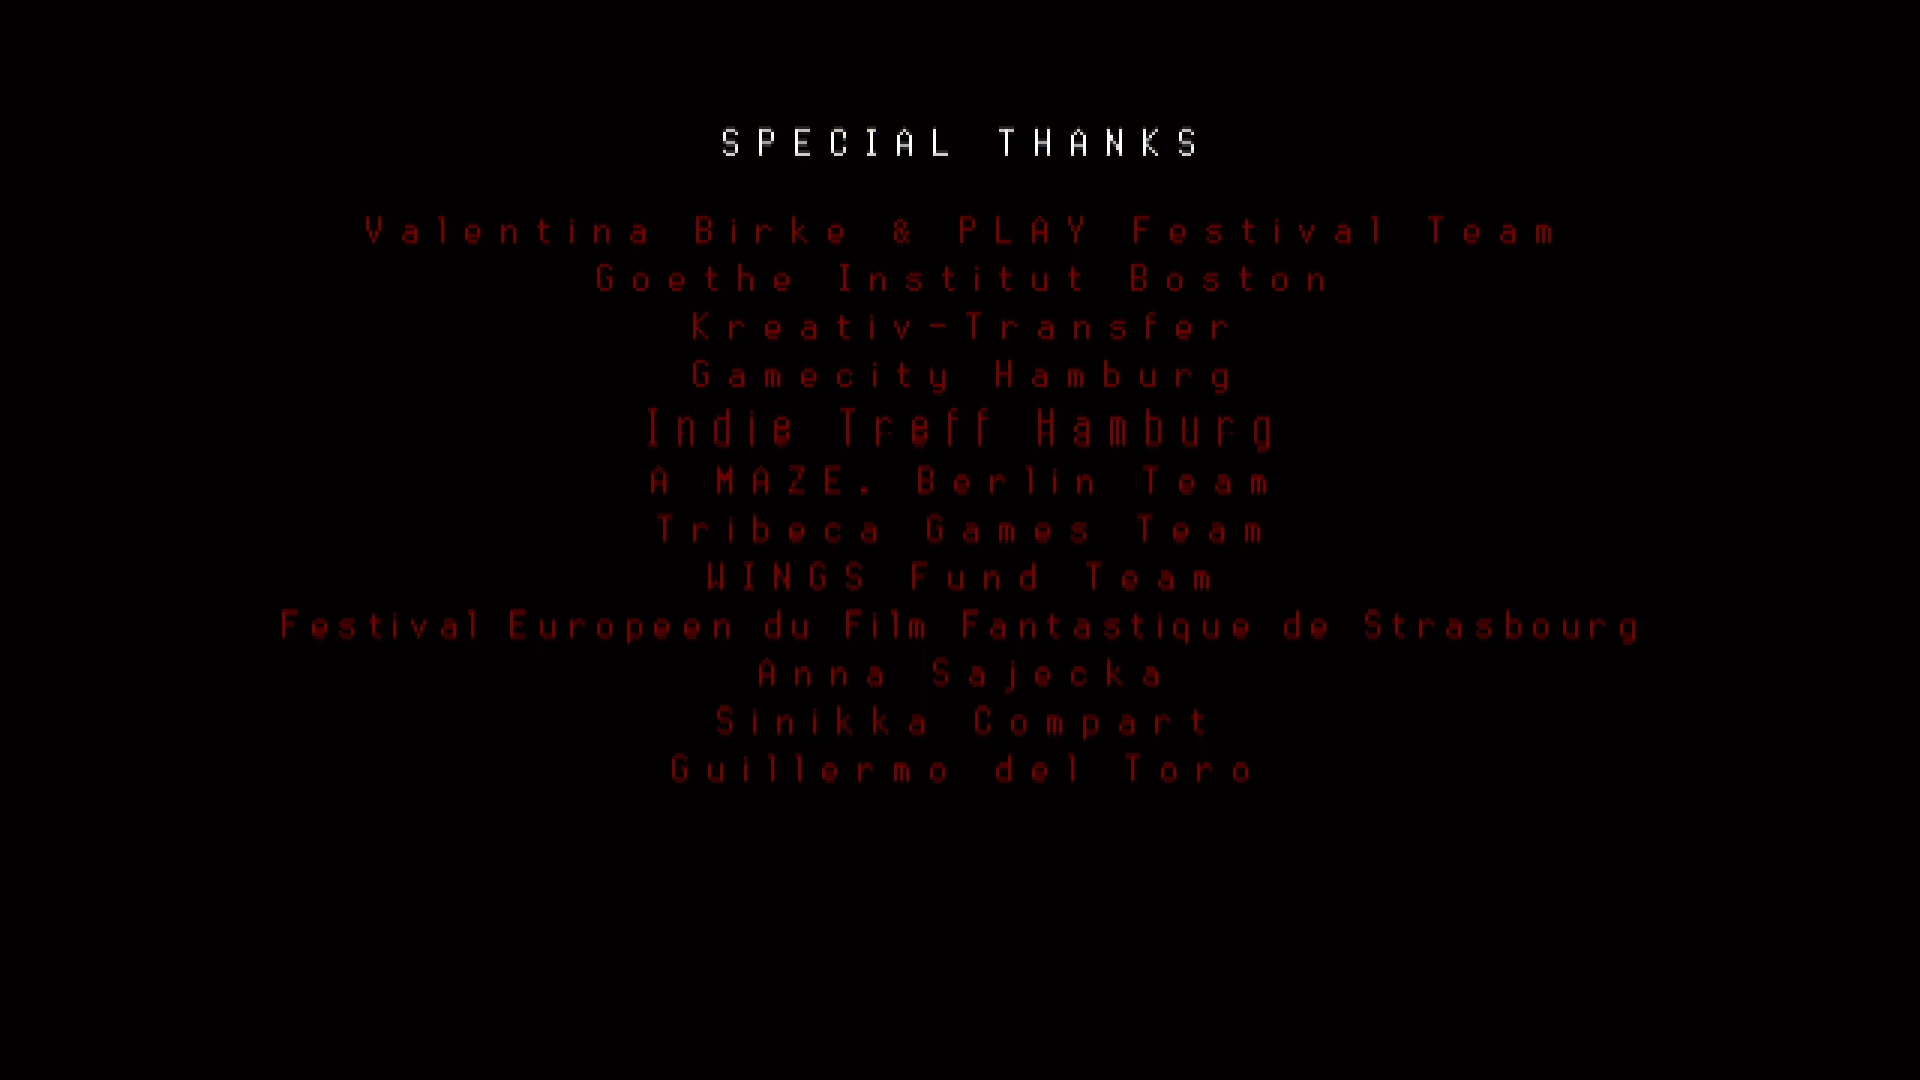 SPECIAL THANKS
Valentina Birke & PLAY Festival Team
Goethe Institut Boston
Kreativ-Transfer
Gamecity Hamburg
Indie Treff Hamburg
A MAZE. Berlin Team
Tribeca Games Team
WINGS Fund Team
Festival Europeen du Film Fantastique de Strasbourg
Anna Sajecka
Sinikka Compart
Guillermo del Toro